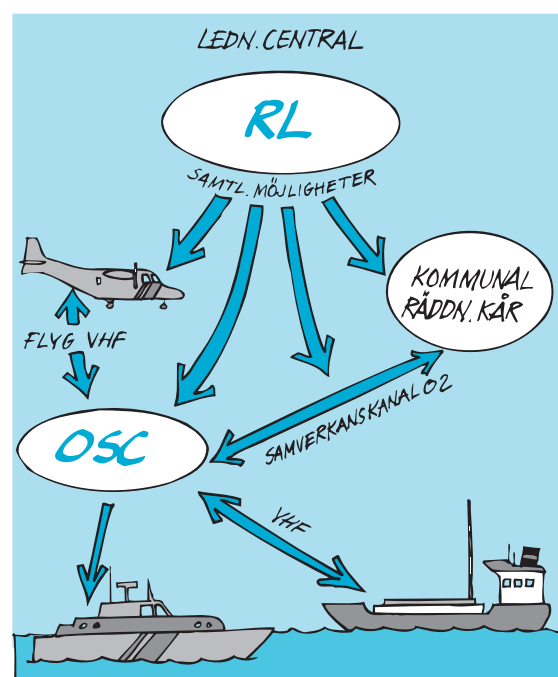 LEDN. CENTRAL
RL
SAMTL. MÖJLIGHETER
KOMMUNAL
RÄDDN. KÅR
FLYG VHF
SAMVERKANSKANAL 02
OSC
VHF